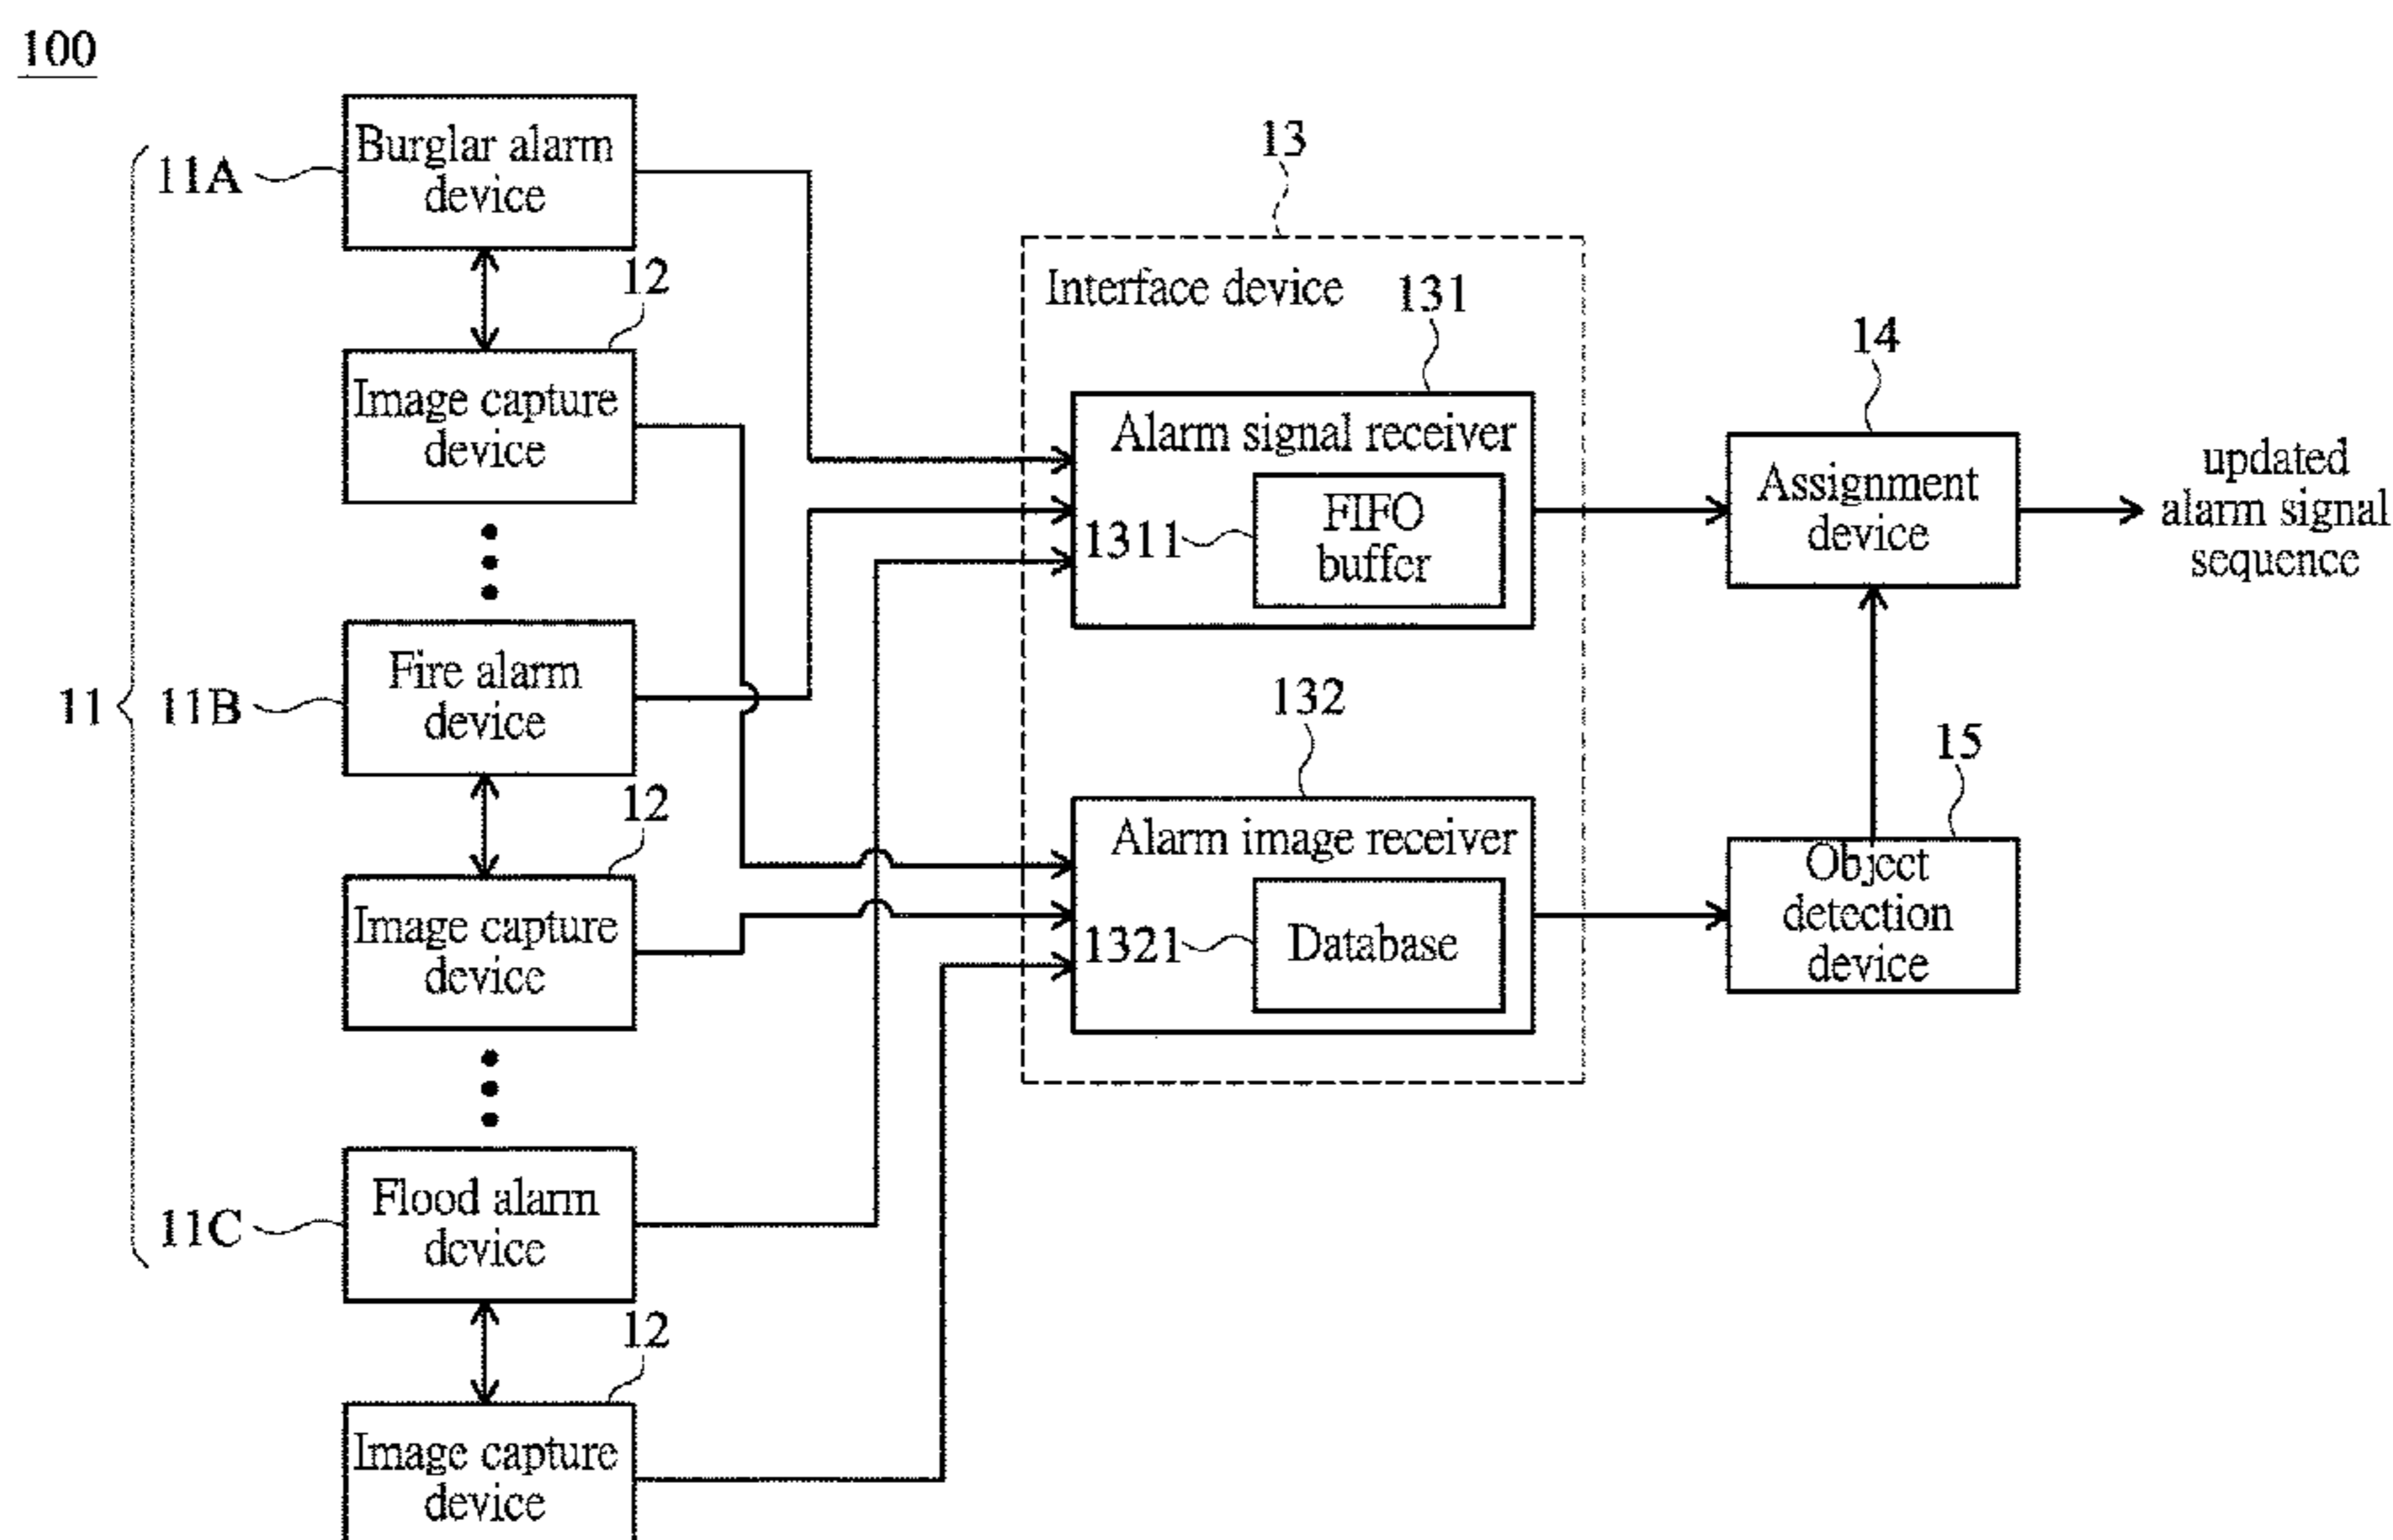 100
Burglar alarm
device
11A
12
Image capture
device
Fire alarm
device
11
11B
12
Image capture
device
Flood alarm
device
11C
12
Image capture
device
13
Interface device
131
Alarm signal receiver
1311
FIFO
buffer
132
Alarm image receiver
1321
Database
14
Assignment
device
updated
alarm signal
sequence
15
Object
detection
device